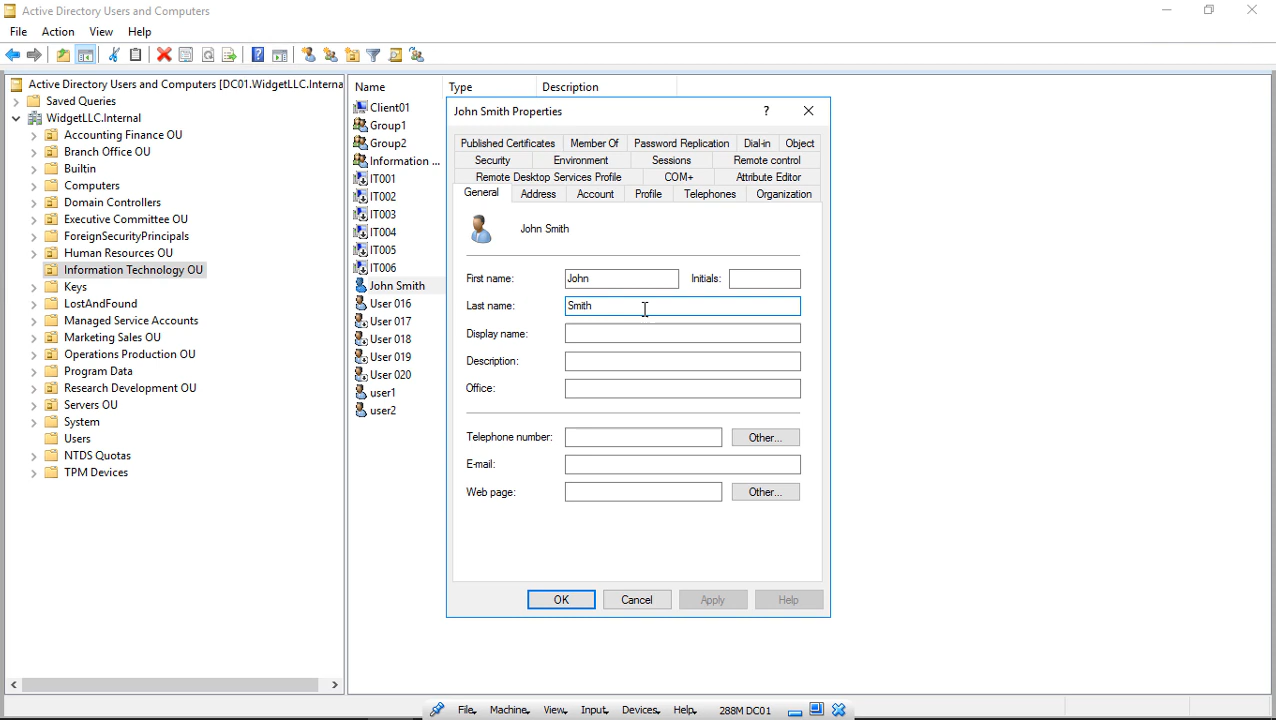 Active Directory Users and Computers
File Action View Help
Active Directory Users and Computers [DC01.WidgetLLC.Interna
Saved Queries
WidgetLLC.Internal
Accounting Finance OU
Branch Office OU
Builtin
Computers
Domain Controllers
Executive Committee OU
ForeignSecurityPrincipals
Human Resources OU
Information Technology OU
Keys
LostAndFound
Managed Service Accounts
Marketing Sales OU
Operations Production OU
Program Data
Research Development OU
Servers OU
System
Users
NTDS Quotas
TPM Devices
Name Type Description
Client01
Group1
Group2
Information ...
IT001
IT002
IT003
IT004
IT005
IT006
John Smith
User 016
User 017
User 018
User 019
User 020
user1
user2
John Smith Properties ?
Published Certificates Member Of Password Replication Dial-in Object
Security Environment Sessions Remote control
Remote Desktop Services Profile COM+ Attribute Editor
General Address Account Profile Telephones Organization
John Smith
First name: John Initials:
Last name: Smith
Display name:
Description:
Office:
Telephone number: Other...
E-mail:
Web page: Other...
OK Cancel Apply Help
File Machine View Input Devices Help 288M DC01